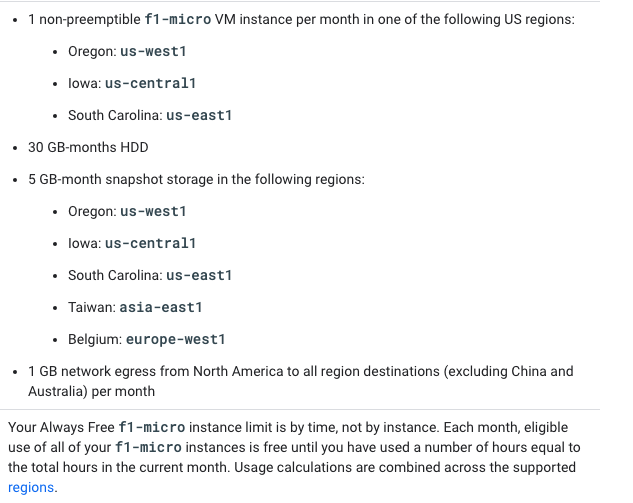 1 non-preemptible f1-micro VM instance per month in one of the following US regions:
Oregon: us-west1
Iowa: us-central1
South Carolina: us-east1
30 GB-months HDD
5 GB-month snapshot storage in the following regions:
Oregon: us-west1
Iowa: us-central1
South Carolina: us-east1
Taiwan: asia-east1
Belgium: europe-west1
1 GB network egress from North America to all region destinations (excluding China and
Australia) per month
Your Always Free f1-micro instance limit is by time, not by instance. Each month, eligible
use of all of your f1-micro instances is free until you have used a number of hours equal to
the total hours in the current month. Usage calculations are combined across the supported
regions.